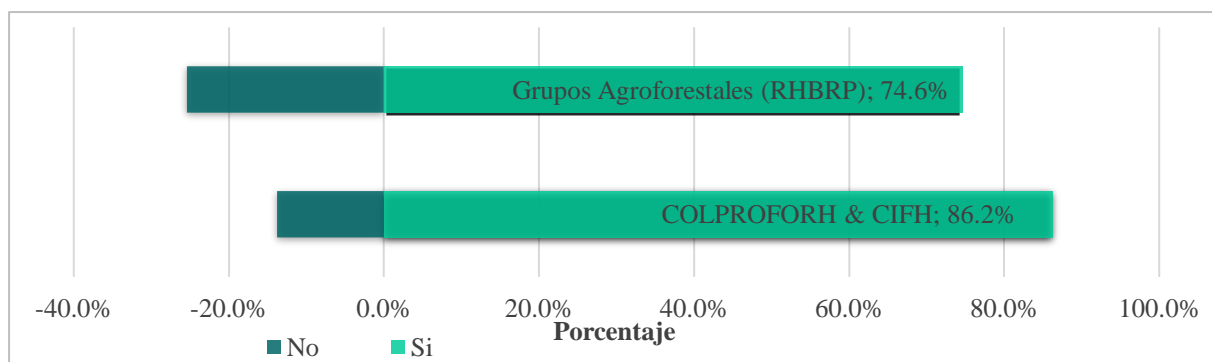 Grupos Agroforestales (RHBRP); 74.6%
COLPROFORH & CIFH; 86.2%
-40.0% -20.0% 0.0% 20.0% 40.0% 60.0% 80.0% 100.0%
Porcentaje
No Si